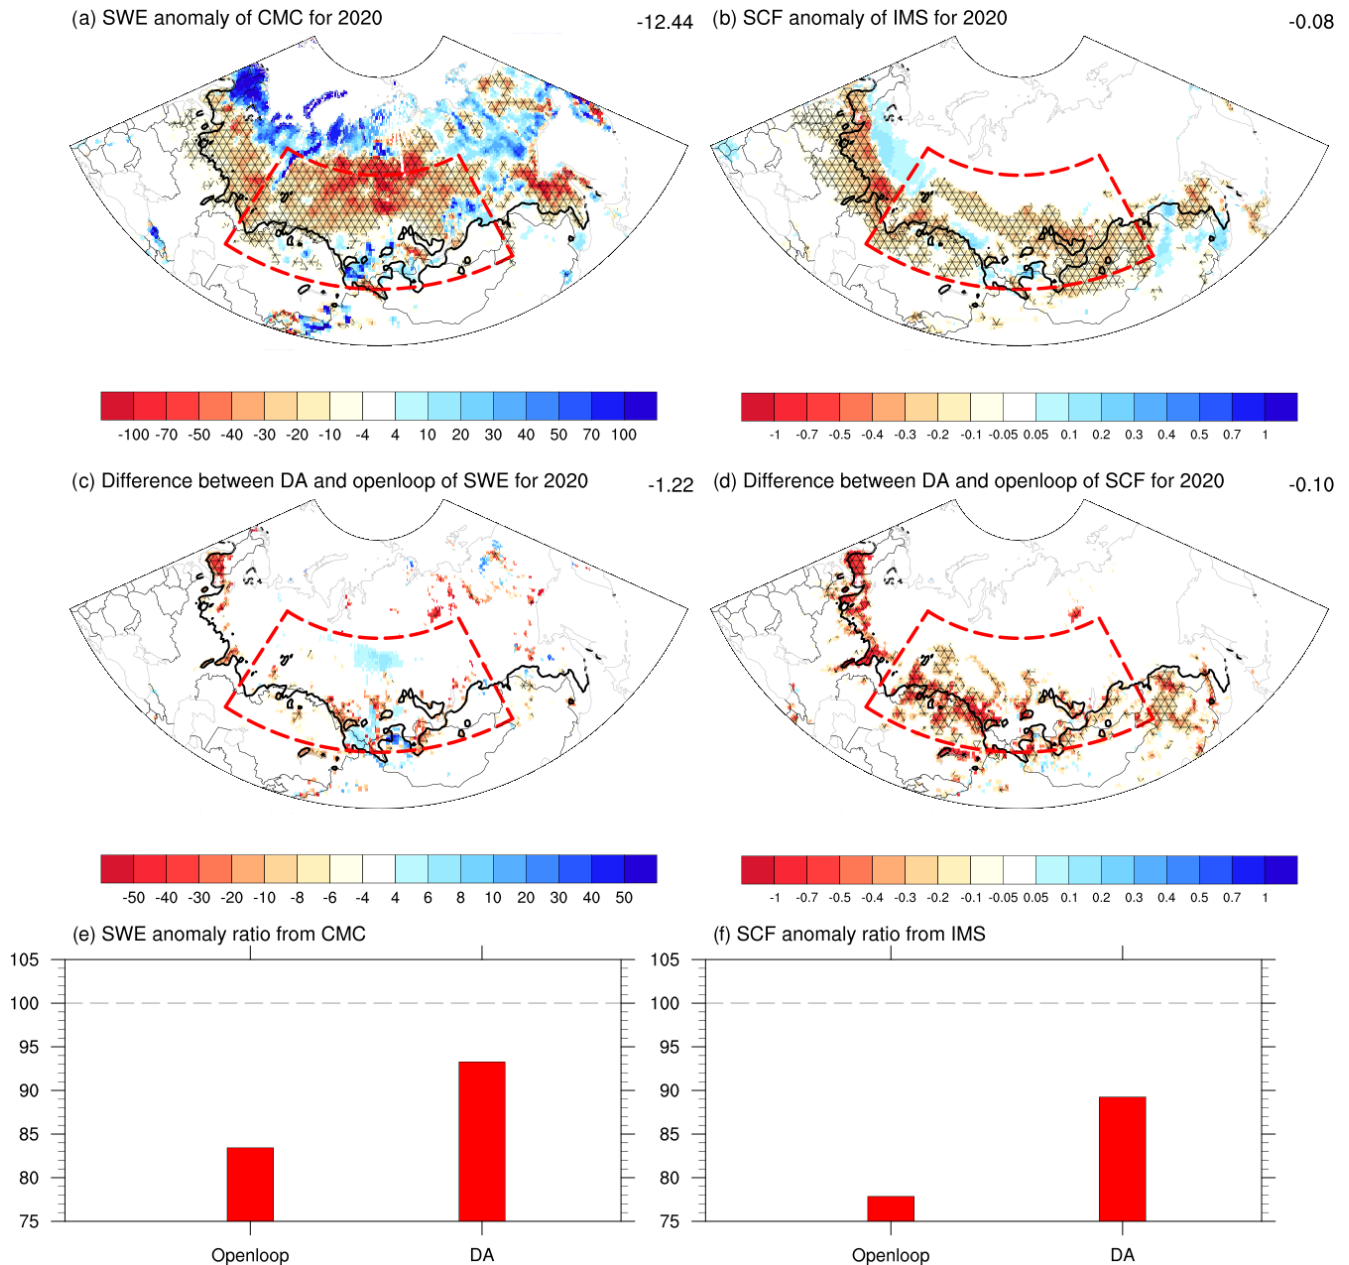 (a) SWE anomaly of CMC for 2020 -12.44
(b) SCF anomaly of IMS for 2020 -0.08
-100 -70 -50 -40 -30 -20 -10 -4 4 10 20 30 40 50 70 100
-1 -0.7 -0.5 -0.4 -0.3 -0.2 -0.1 -0.05 0.05 0.1 0.2 0.3 0.4 0.5 0.7 1
(c) Difference between DA and openloop of SWE for 2020 -1.22
(d) Difference between DA and openloop of SCF for 2020 -0.10
-50 -40 -30 -20 -10 -8 -6 -4 4 6 8 10 20 30 40 50
-1 -0.7 -0.5 -0.4 -0.3 -0.2 -0.1 -0.05 0.05 0.1 0.2 0.3 0.4 0.5 0.7 1
(e) SWE anomaly ratio from CMC
105
100
95
90
85
80
75
Openloop DA
(f) SCF anomaly ratio from IMS
105
100
95
90
85
80
75
Openloop DA